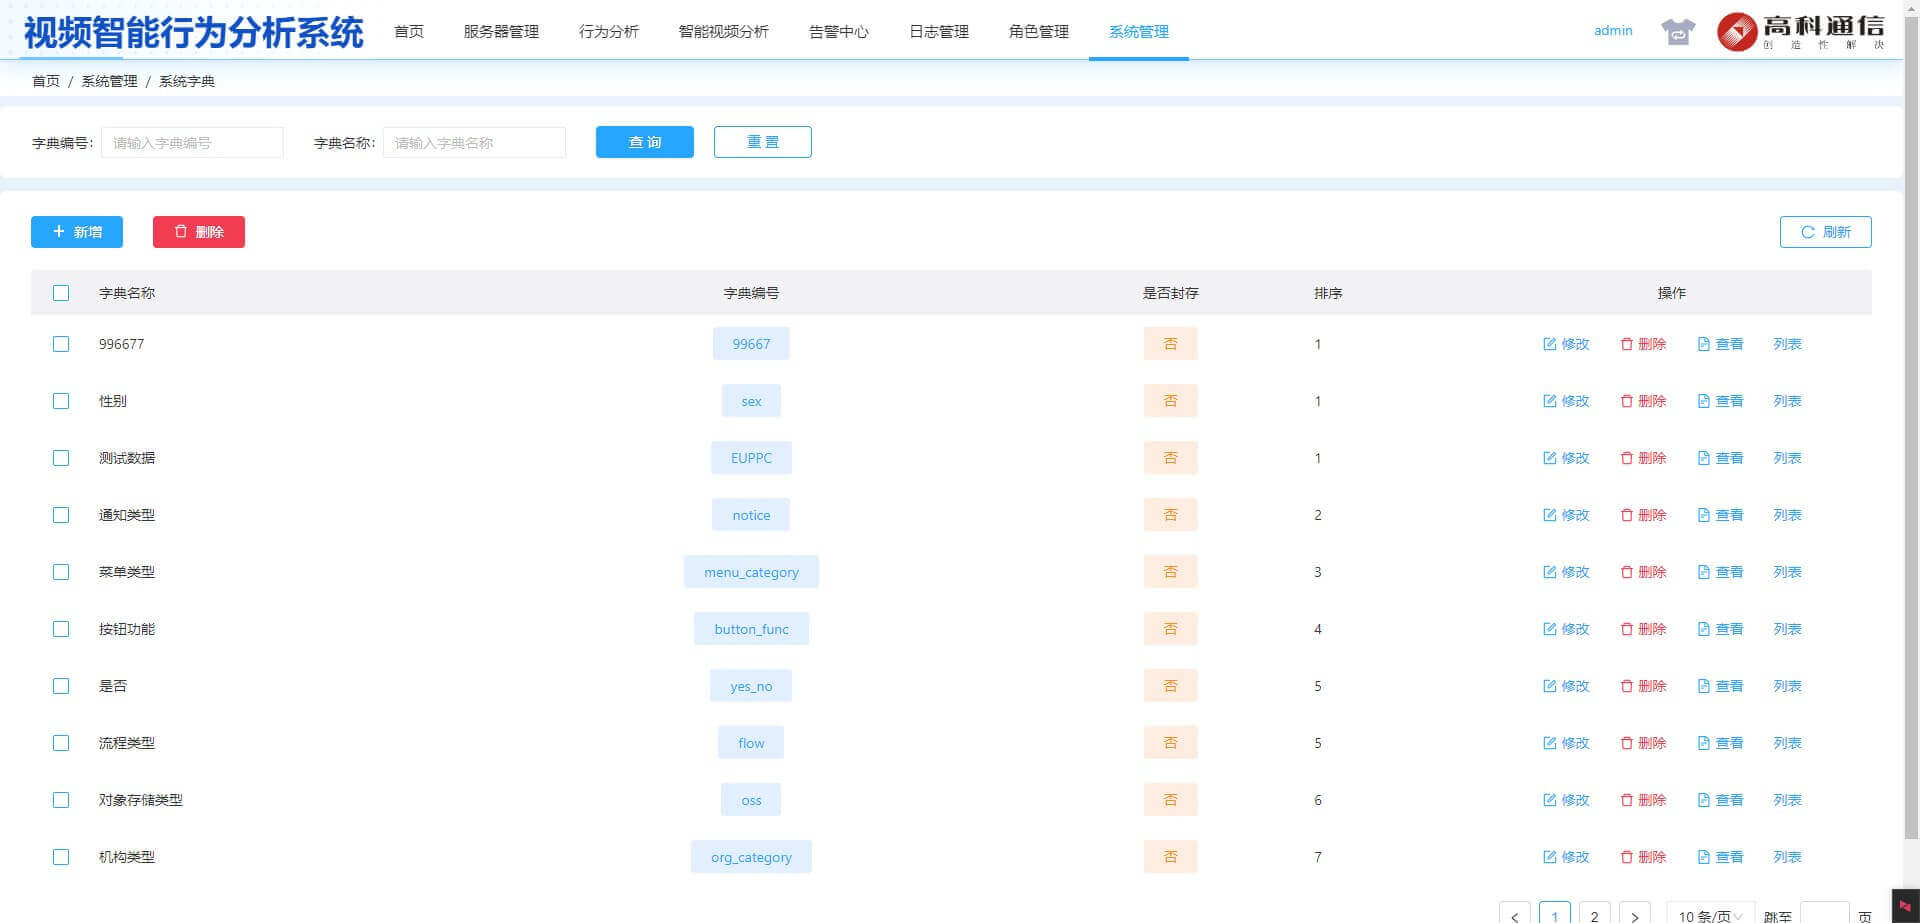 视频智能行为分析系统 首页 服务器管理 行为分析 智能视频分析 告警中心 日志管理 角色管理 系统管理 admin 高科通信
创造性解决
首页 / 系统管理 / 系统字典
字典编号: 请输入字典编号 字典名称: 请输入字典名称 查询 重置
+ 新增 删除 刷新
字典名称 字典编号 是否封存 排序 操作
996677 99667 否 1 修改 删除 查看 列表
性别 sex 否 1 修改 删除 查看 列表
测试数据 EUPPC 否 1 修改 删除 查看 列表
通知类型 notice 否 2 修改 删除 查看 列表
菜单类型 menu_category 否 3 修改 删除 查看 列表
按钮功能 button_func 否 4 修改 删除 查看 列表
是否 yes_no 否 5 修改 删除 查看 列表
流程类型 flow 否 5 修改 删除 查看 列表
对象存储类型 oss 否 6 修改 删除 查看 列表
机构类型 org_category 否 7 修改 删除 查看 列表
< 1 2 > 10 条/页 跳至 页